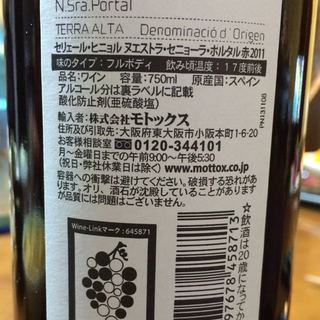 N.Sra.Portal
TERRA ALTA Denominació d'Origen
セリェール・ヒニョル ヌエストラ・セニョーラ・ポルタル赤2011
味のタイプ：フルボディ 飲み頃温度：17度前後
品名：ワイン 容量：750ml 原産国：スペイン
アルコール分は裏ラベルに記載
酸化防止剤（亜硫酸塩）
輸入者：株式会社 モトックス
所在地及び引取先：大阪府東大阪市小阪本町1-6-20
お客様相談室 0120-344101
月～金曜日までの午前9:00～午後5:30
(祝日・弊社休業日は除く) www.mottox.co.jp
容器への衝撃は避けてください。破損する恐れがあ
ります。オリ、酒石が沈殿している場合があります
が品質には問題はございません。
Wine-Linkマーク：645871
飲酒は20歳になってか
976784 58713
PN131108